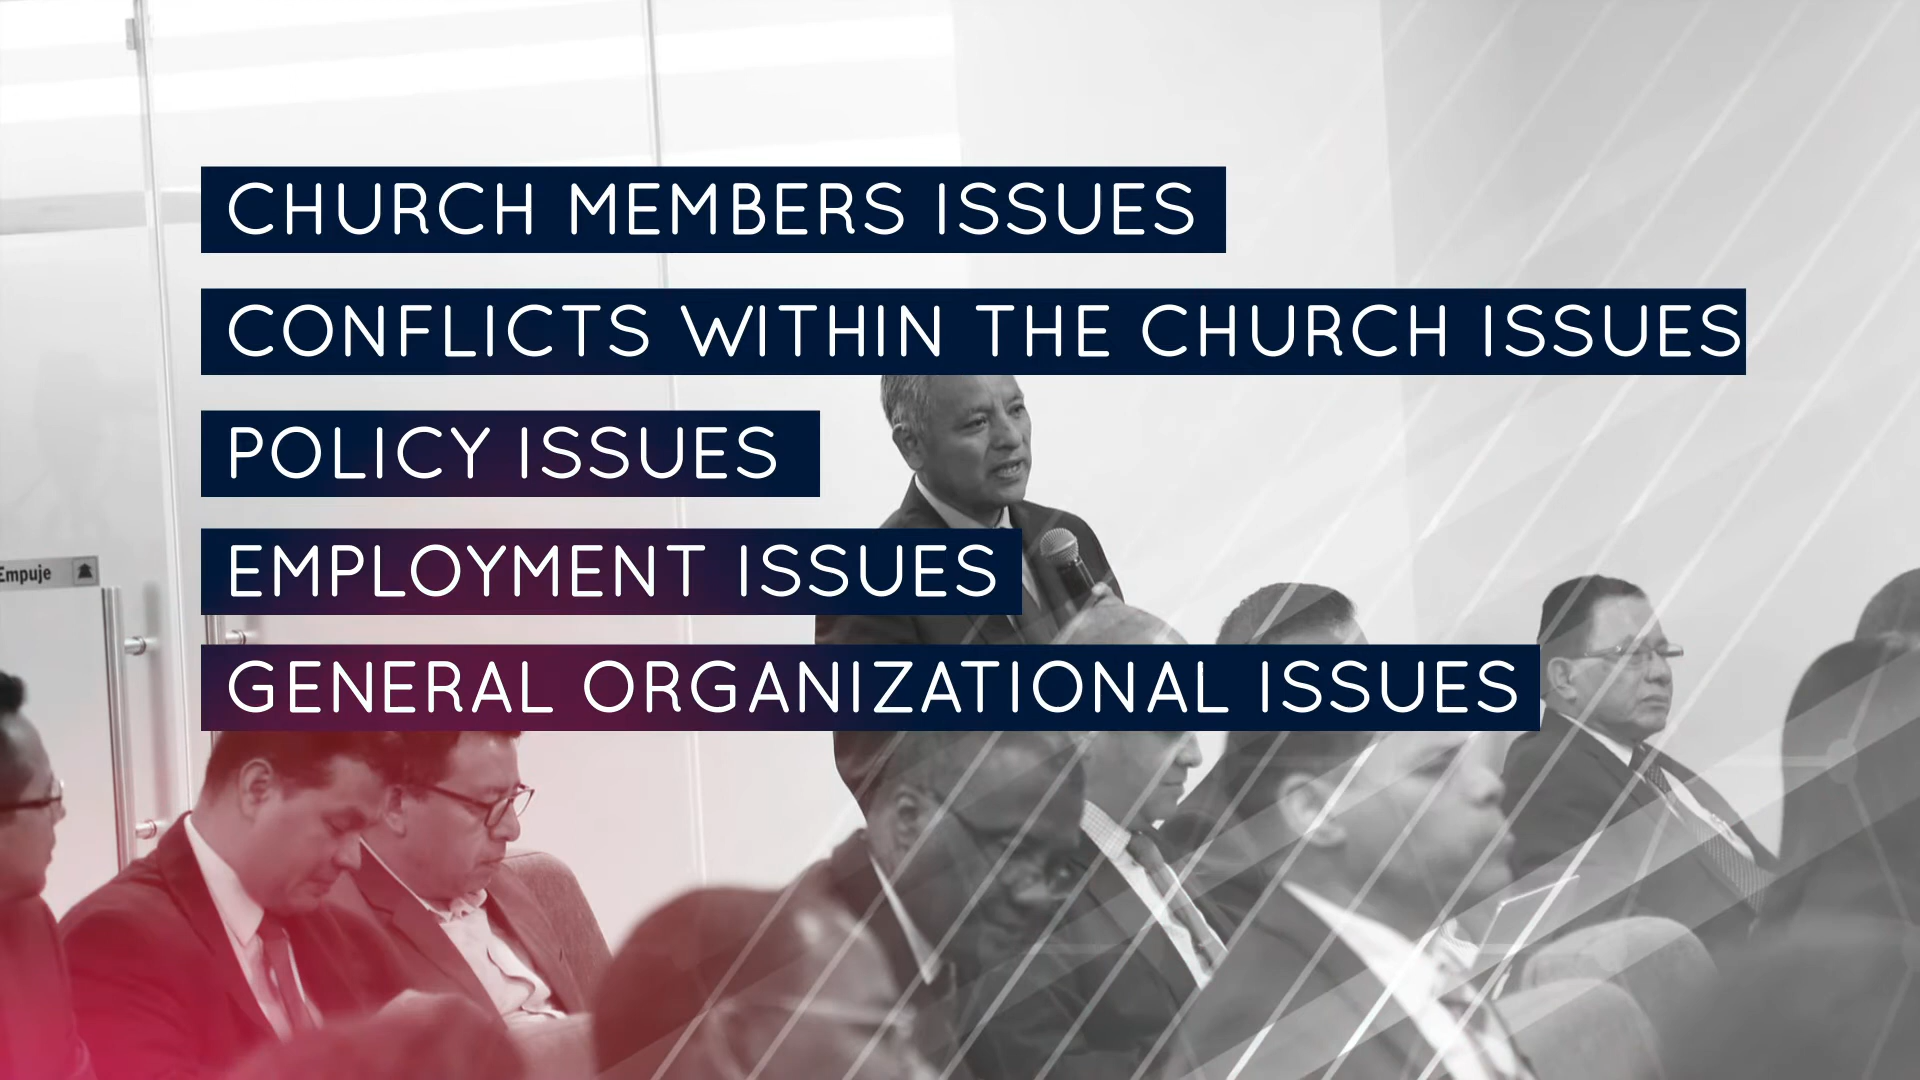 CHURCH MEMBERS ISSUES
CONFLICTS WITHIN THE CHURCH ISSUES
POLICY ISSUES
EMPLOYMENT ISSUES
GENERAL ORGANIZATIONAL ISSUES
Empuje